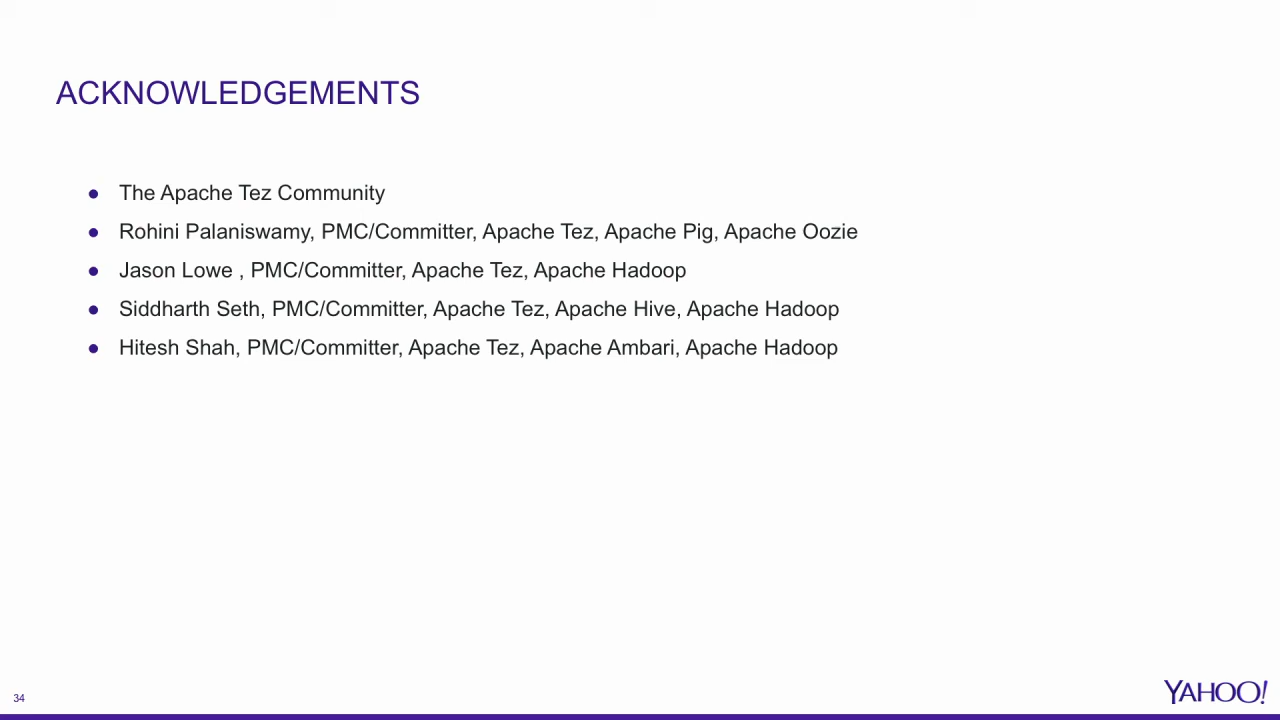 ACKNOWLEDGEMENTS
● The Apache Tez Community
● Rohini Palaniswamy, PMC/Committer, Apache Tez, Apache Pig, Apache Oozie
● Jason Lowe , PMC/Committer, Apache Tez, Apache Hadoop
● Siddharth Seth, PMC/Committer, Apache Tez, Apache Hive, Apache Hadoop
● Hitesh Shah, PMC/Committer, Apache Tez, Apache Ambari, Apache Hadoop
34
YAHOO!